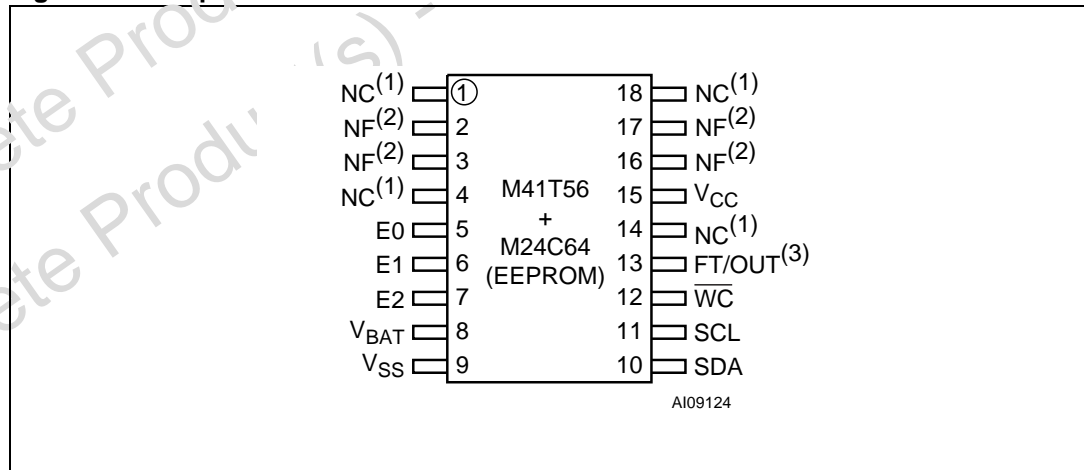 NC(1) 1 18 NC(1)
NF(2) 2 17 NF(2)
NF(2) 3 16 NF(2)
NC(1) 4 M41T56 15 VCC
E0 5 + 14 NC(1)
E1 6 M24C64 13 FT/OUT(3)
E2 7 (EEPROM) 12 WC
VBAT 8 11 SCL
VSS 9 10 SDA
AI09124